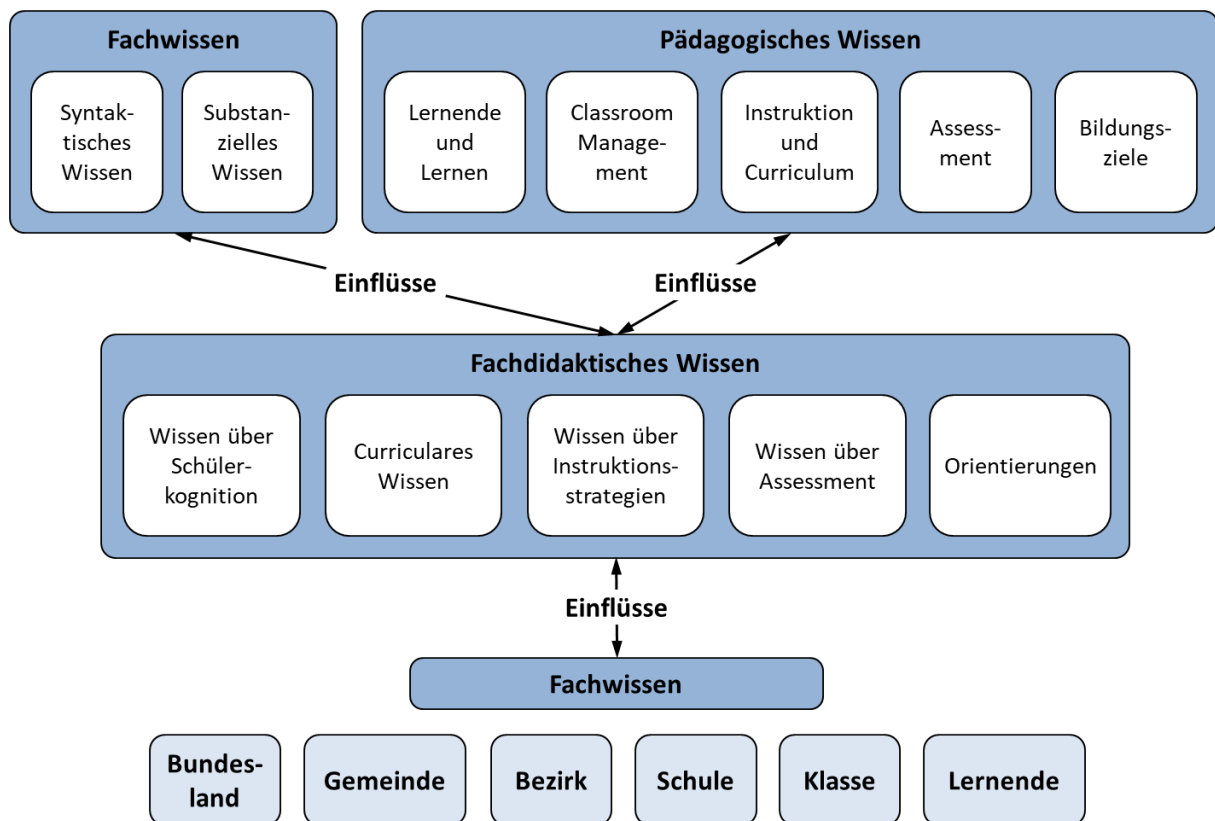 Fachwissen
Syntak-
tisches
Wissen
Substan-
zielles
Wissen
Pädagogisches Wissen
Lernende
und
Lernen
Classroom
Manage-
ment
Instruktion
und
Curriculum
Assess-
ment
Bildungs-
ziele
Einflüsse
Einflüsse
Fachdidaktisches Wissen
Wissen über
Schüler-
kognition
Curriculares
Wissen
Wissen über
Instruktions-
strategien
Wissen über
Assessment
Orientierungen
Einflüsse
Fachwissen
Bundes-
land
Gemeinde
Bezirk
Schule
Klasse
Lernende